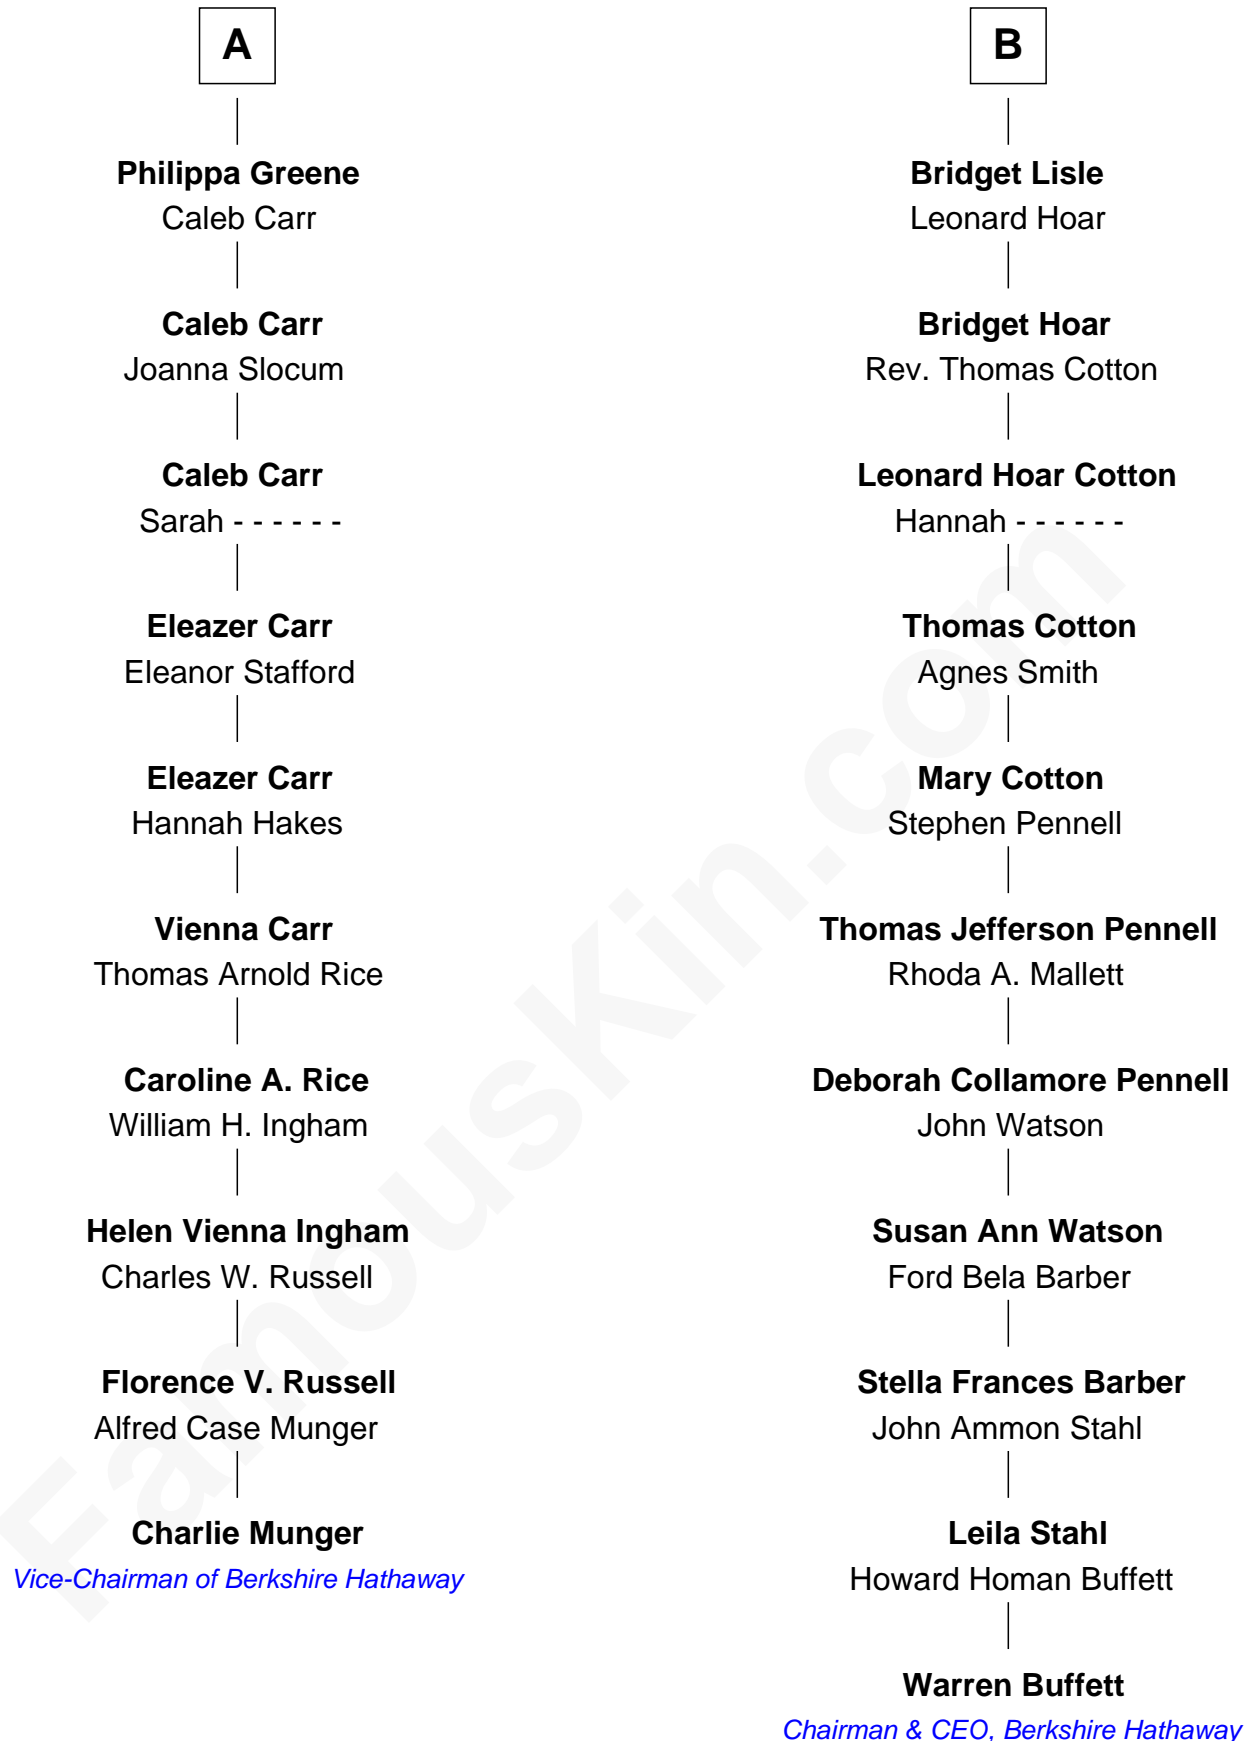 A
Philippa Greene
Caleb Carr
Caleb Carr
Joanna Slocum
Caleb Carr
Sarah - - - - - -
Eleazer Carr
Eleanor Stafford
Eleazer Carr
Hannah Hakes
Vienna Carr
Thomas Arnold Rice
Caroline A. Rice
William H. Ingham
Helen Vienna Ingham
Charles W. Russell
Florence V. Russell
Alfred Case Munger
Charlie Munger
Vice-Chairman of Berkshire Hathaway
B
Bridget Lisle
Leonard Hoar
Bridget Hoar
Rev. Thomas Cotton
Leonard Hoar Cotton
Hannah - - - - - -
Thomas Cotton
Agnes Smith
Mary Cotton
Stephen Pennell
Thomas Jefferson Pennell
Rhoda A. Mallett
Deborah Collamore Pennell
John Watson
Susan Ann Watson
Ford Bela Barber
Stella Frances Barber
John Ammon Stahl
Leila Stahl
Howard Homan Buffett
Warren Buffett
Chairman & CEO, Berkshire Hathaway
FamousKin.com